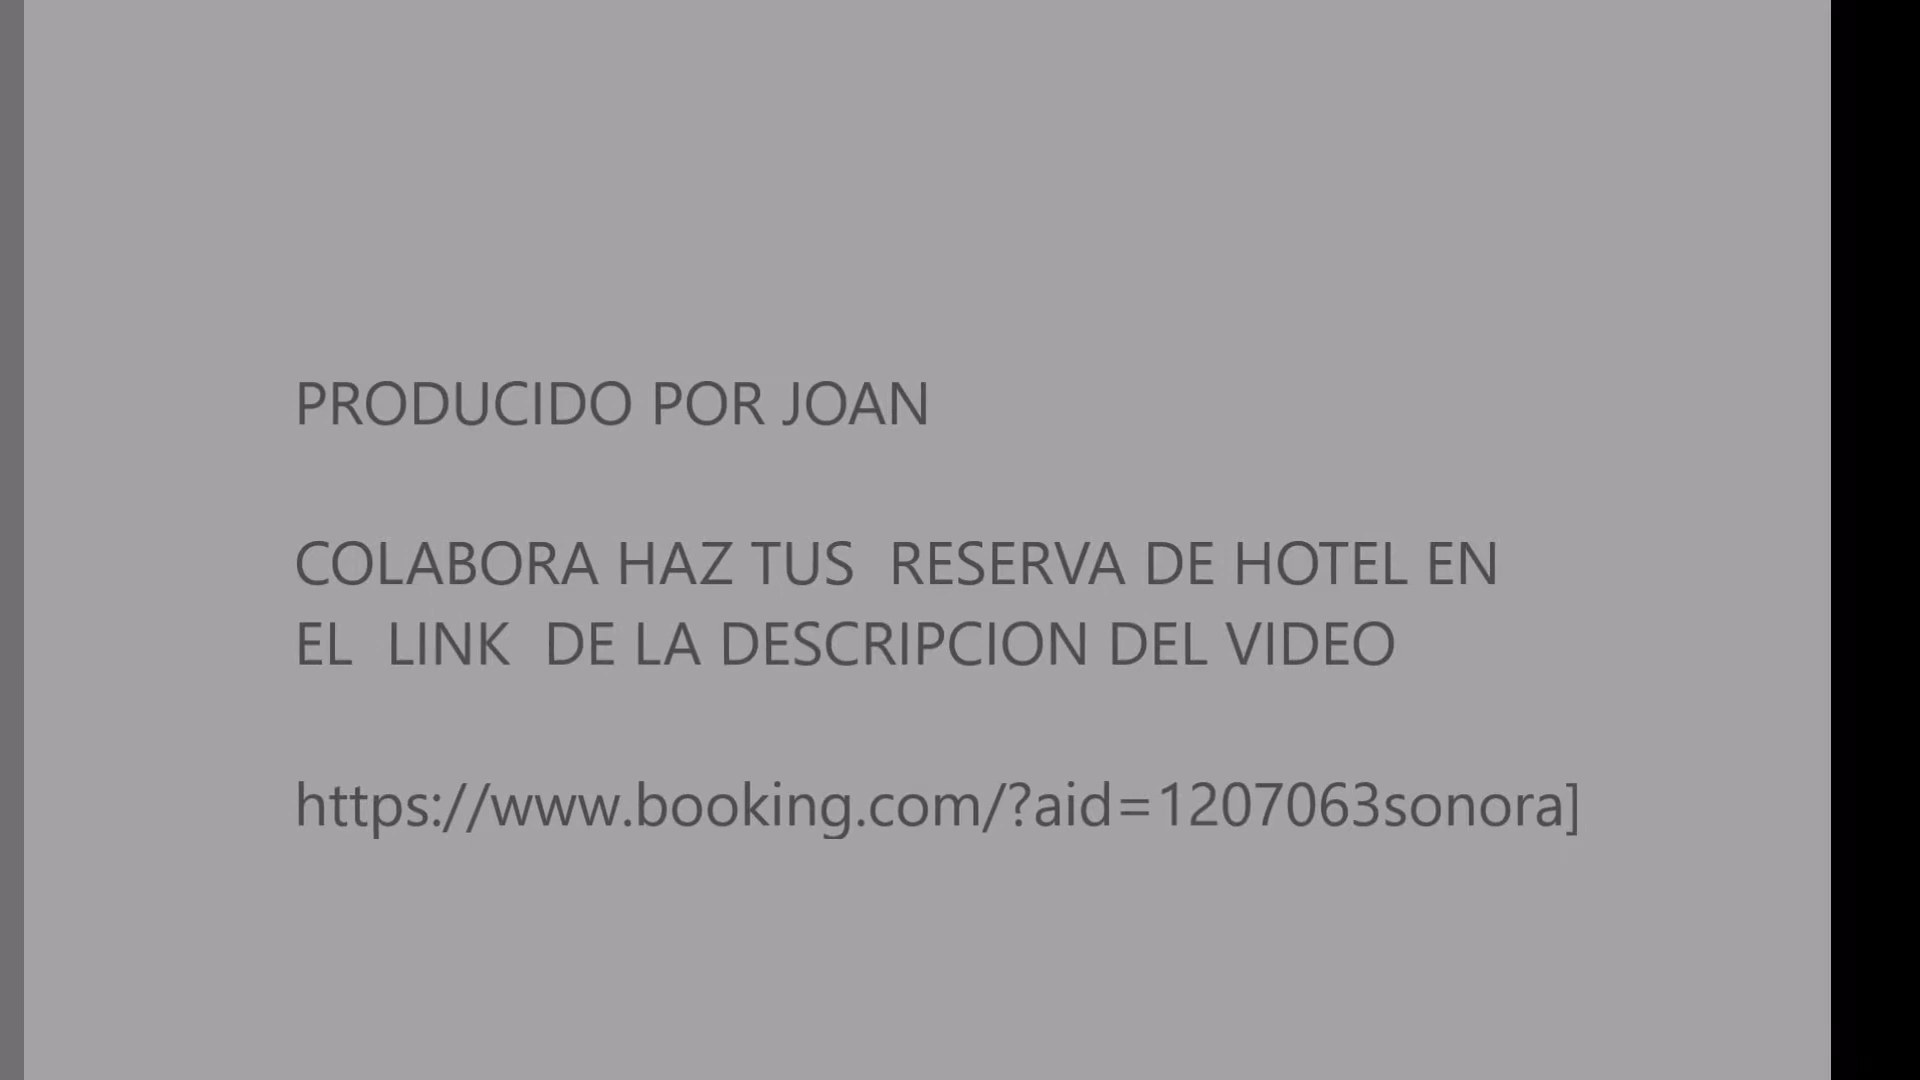 PRODUCIDO POR JOAN
COLABORA HAZ TUS  RESERVA DE HOTEL EN
EL  LINK  DE LA DESCRIPCION DEL VIDEO
https://www.booking.com/?aid=1207063sonora]